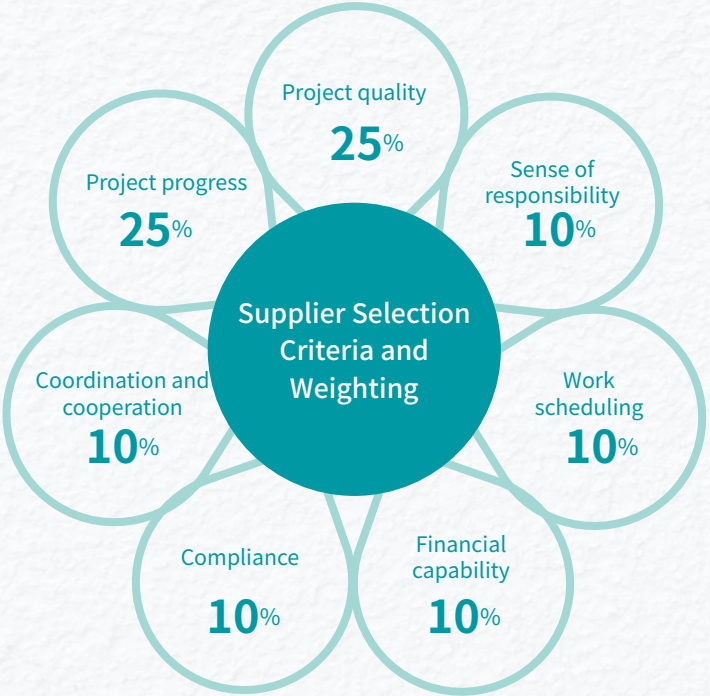 Project quality
25%
Sense of
responsibility
10%
Work
scheduling
10%
Financial
capability
10%
Compliance
10%
Coordination and
cooperation
10%
Project progress
25%
Supplier Selection
Criteria and
Weighting